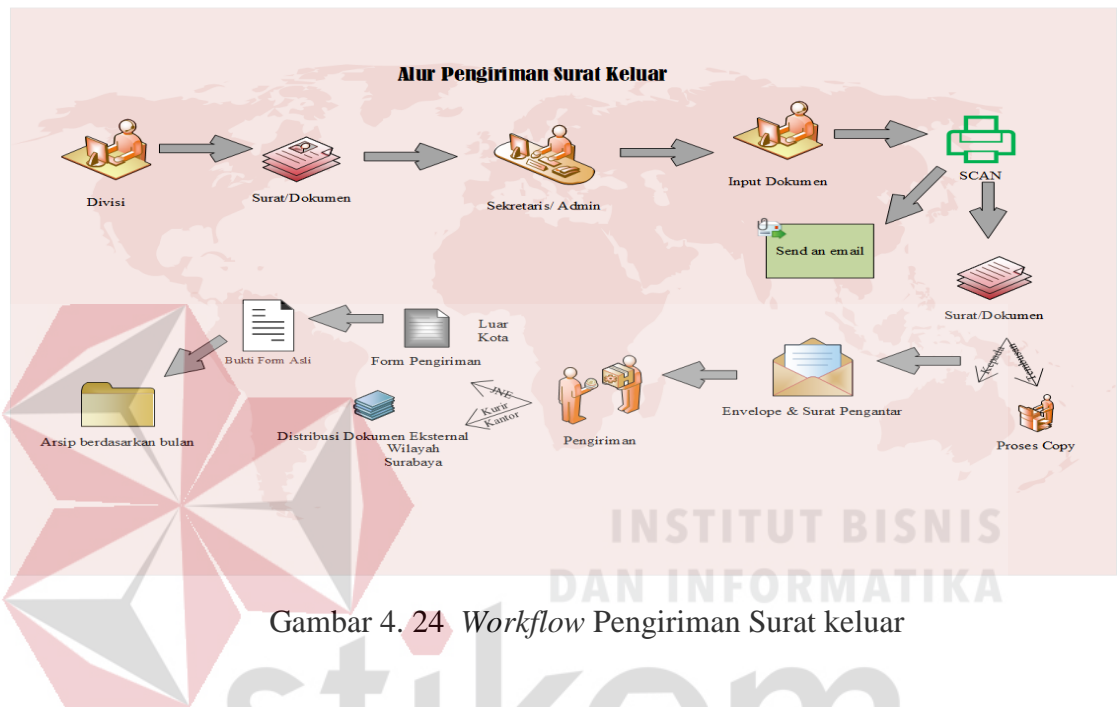 Alur Pengiriman Surat Keluar
Divisi
Surat/Dokumen
Sekretaris/ Admin
Input Dokumen
SCAN
Send an email
Surat/Dokumen
Kepada
Tembusan
Proses Copy
Envelope & Surat Pengantar
Pengiriman
JNE
Kurir
Kantor
Luar
Kota
Form Pengiriman
Bukti Form Asli
Arsip berdasarkan bulan
Distribusi Dokumen Eksternal
Wilayah
Surabaya
INSTITUT BISNIS
DAN INFORMATIKA
Gambar 4. 24 Workflow Pengiriman Surat keluar
stikom